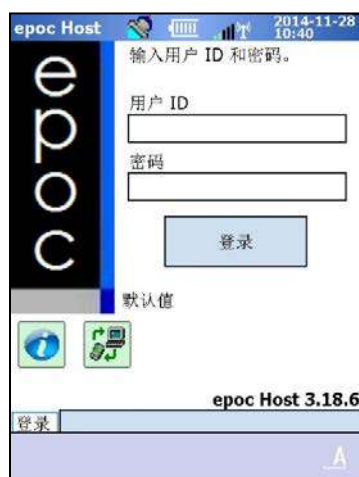 epoc Host
2014-11-28
10:40
epoc
输入用户 ID 和密码。
用户 ID
密码
登录
默认值
epoc Host 3.18.6
登录
A